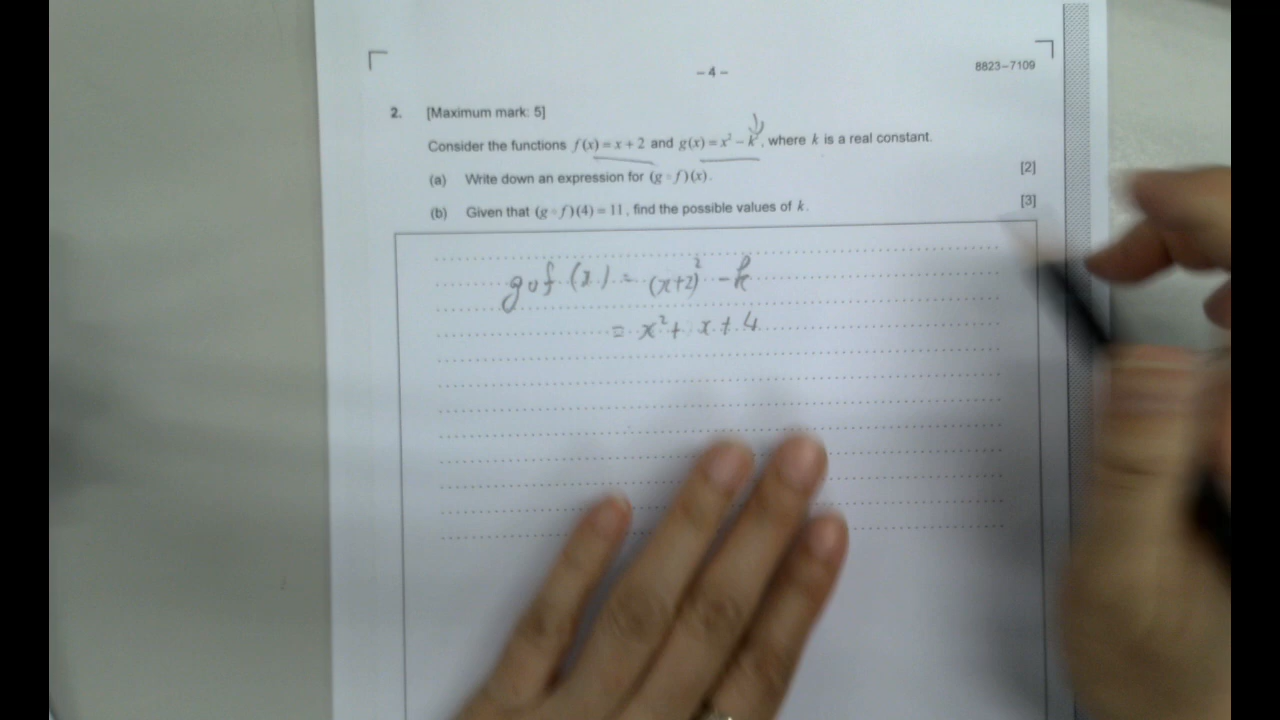 – 4 –
8823–7109
2. [Maximum mark: 5]
Consider the functions f(x) = x + 2 and g(x) = x² − k², where k is a real constant.
(a) Write down an expression for (g ∘ f)(x). [2]
(b) Given that (g ∘ f)(4) = 11, find the possible values of k. [3]
g o f (x) = (x+2)² − k
= x² + x + 4